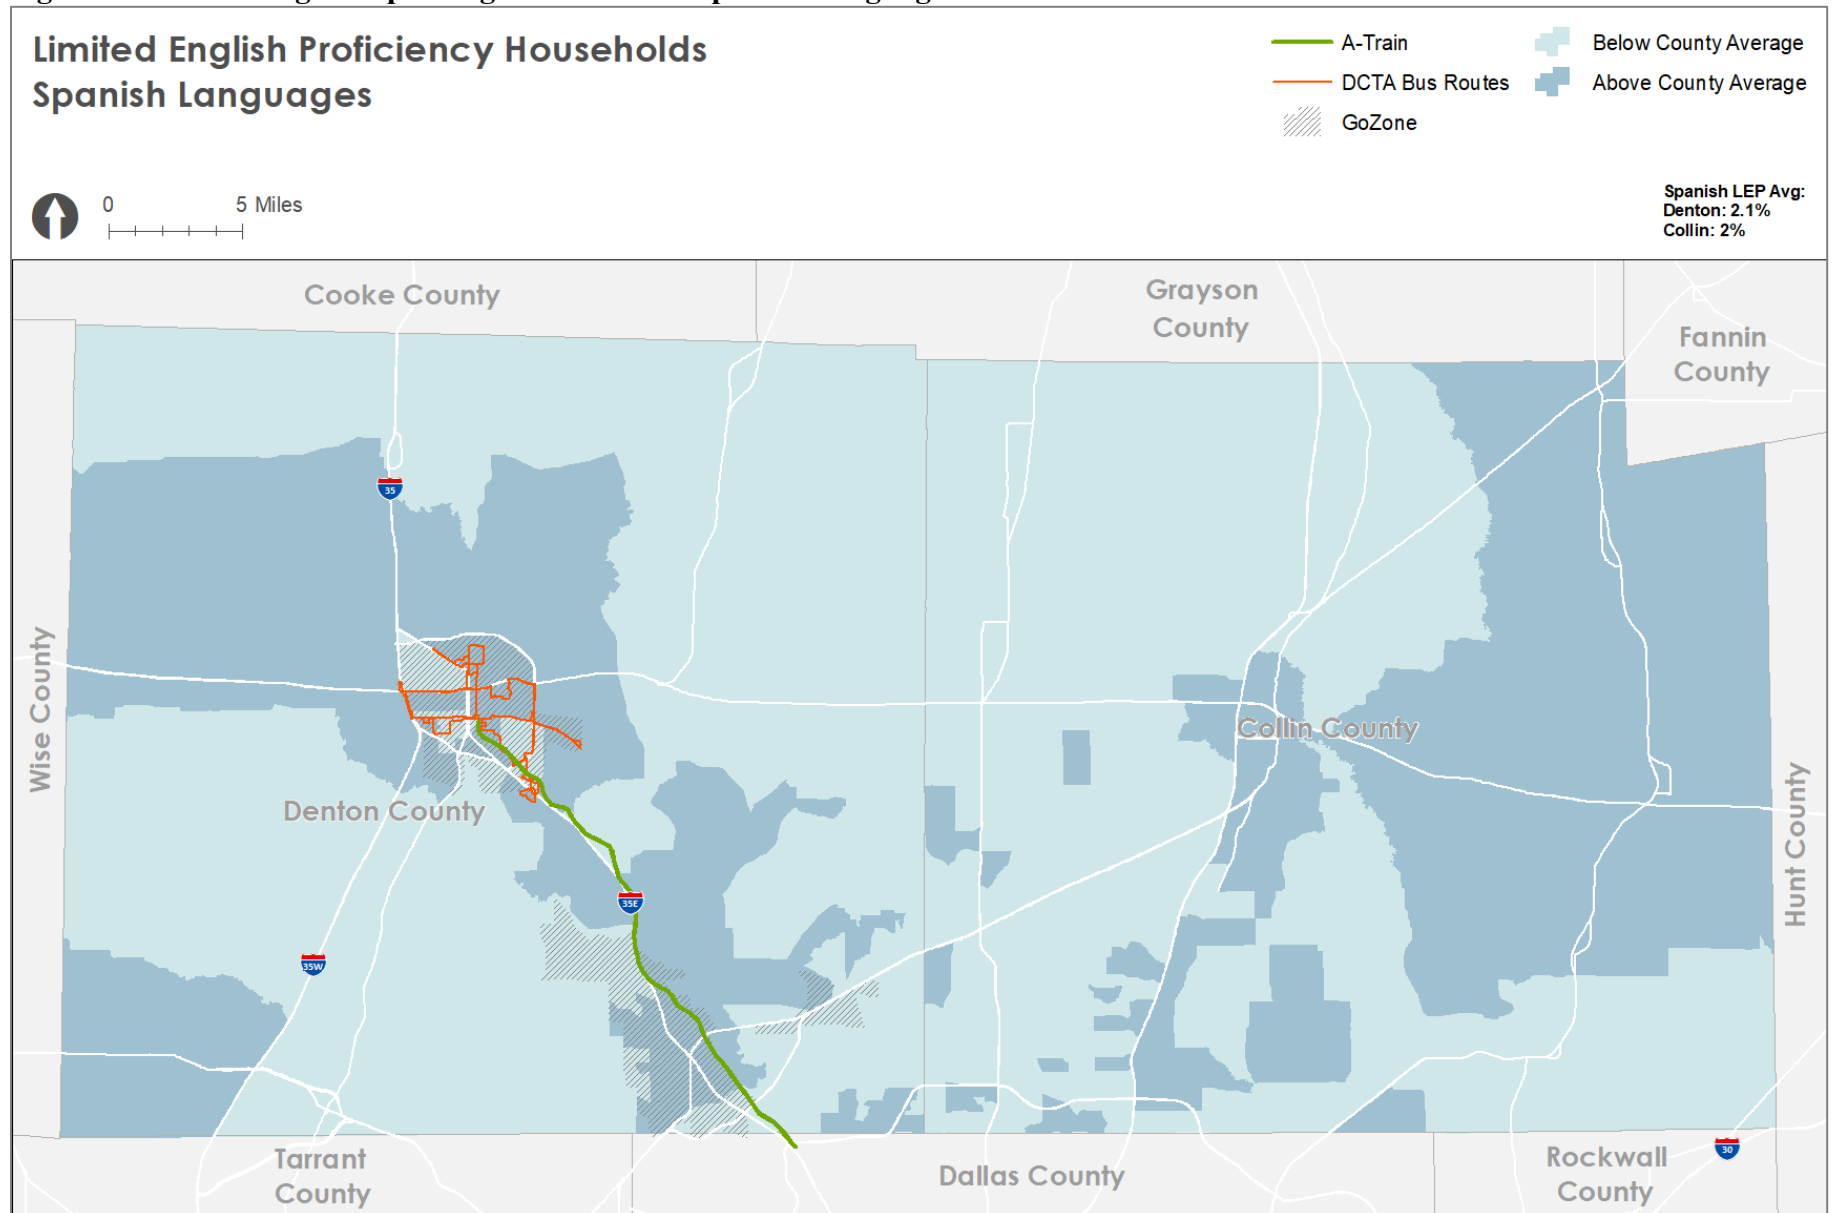 Limited English Proficiency Households
Spanish Languages
A-Train
DCTA Bus Routes
GoZone
Below County Average
Above County Average
0 5 Miles
Spanish LEP Avg:
Denton: 2.1%
Collin: 2%
Cooke County
Grayson
County
Fannin
County
35
Wise County
Collin County
Denton County
Hunt County
35E
35W
Tarrant
County
Dallas County
Rockwall
County
30